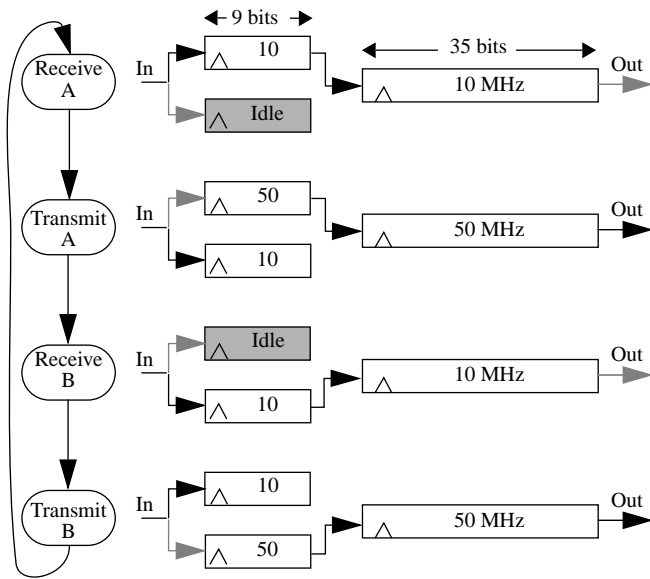 9 bits
35 bits
Receive
A
In
10
10 MHz
Out
Idle
Transmit
A
In
50
50 MHz
Out
10
Receive
B
In
Idle
10 MHz
Out
10
Transmit
B
In
10
50 MHz
Out
50